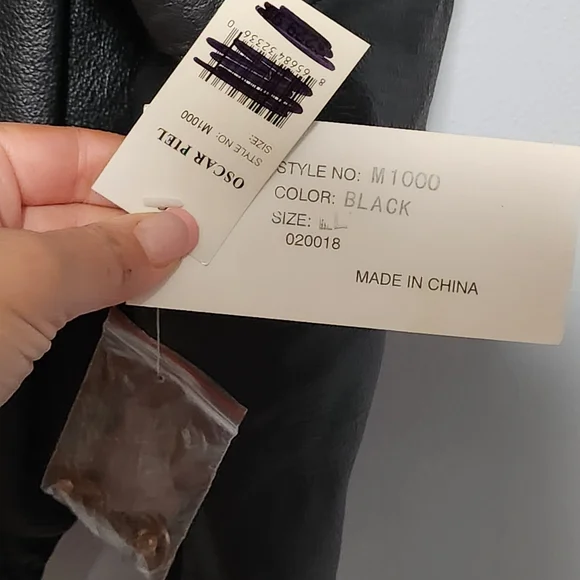 OSCAR PIEL
STYLE NO: M1000
SIZE:
STYLE NO: M1000
COLOR: BLACK
SIZE:
020018
MADE IN CHINA